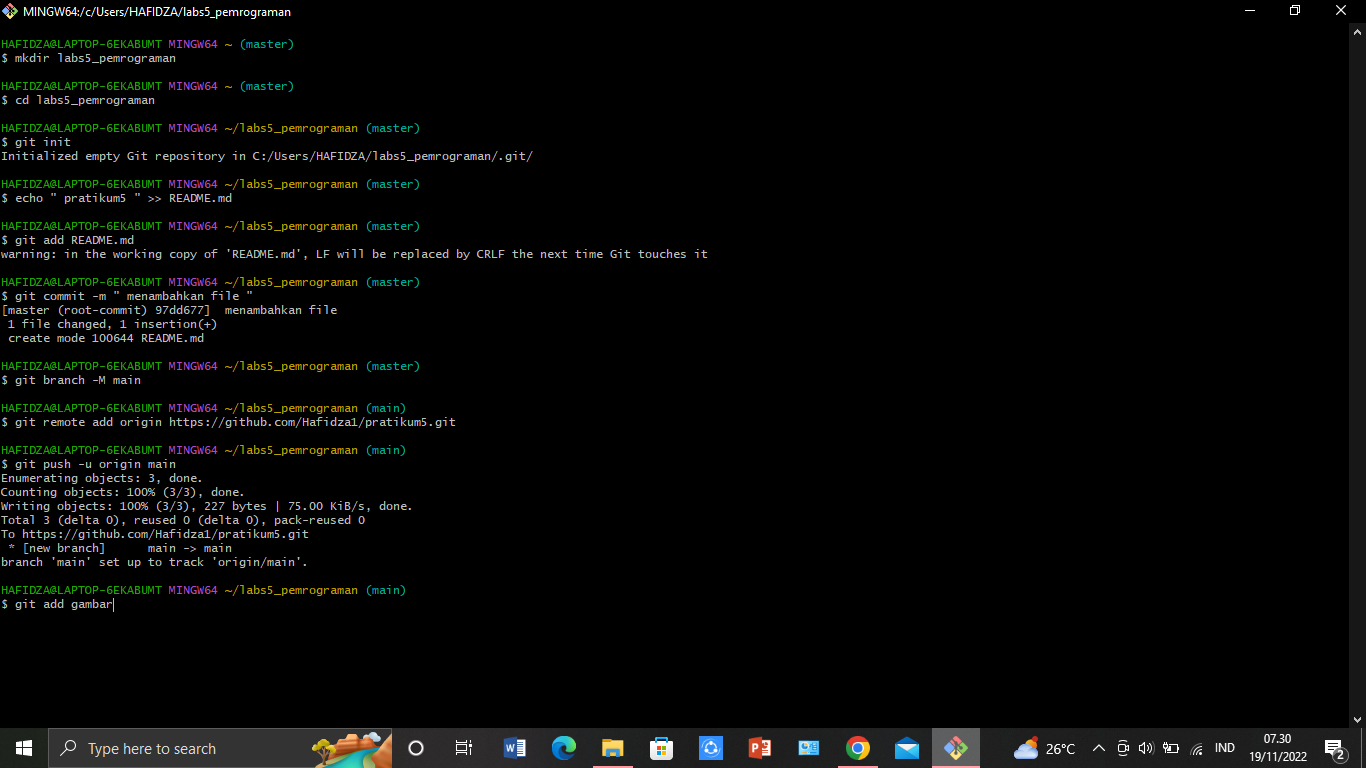 MINGW64:/c/Users/HAFIDZA/labs5_pemrograman
HAFIDZA@LAPTOP-6EKABUMT MINGW64 ~ (master)
$ mkdir labs5_pemrograman
HAFIDZA@LAPTOP-6EKABUMT MINGW64 ~ (master)
$ cd labs5_pemrograman
HAFIDZA@LAPTOP-6EKABUMT MINGW64 ~/labs5_pemrograman (master)
$ git init
Initialized empty Git repository in C:/Users/HAFIDZA/labs5_pemrograman/.git/
HAFIDZA@LAPTOP-6EKABUMT MINGW64 ~/labs5_pemrograman (master)
$ echo " pratikum5 " >> README.md
HAFIDZA@LAPTOP-6EKABUMT MINGW64 ~/labs5_pemrograman (master)
$ git add README.md
warning: in the working copy of 'README.md', LF will be replaced by CRLF the next time Git touches it
HAFIDZA@LAPTOP-6EKABUMT MINGW64 ~/labs5_pemrograman (master)
$ git commit -m " menambahkan file "
[master (root-commit) 97dd677]  menambahkan file
 1 file changed, 1 insertion(+)
 create mode 100644 README.md
HAFIDZA@LAPTOP-6EKABUMT MINGW64 ~/labs5_pemrograman (master)
$ git branch -M main
HAFIDZA@LAPTOP-6EKABUMT MINGW64 ~/labs5_pemrograman (main)
$ git remote add origin https://github.com/Hafidza1/pratikum5.git
HAFIDZA@LAPTOP-6EKABUMT MINGW64 ~/labs5_pemrograman (main)
$ git push -u origin main
Enumerating objects: 3, done.
Counting objects: 100% (3/3), done.
Writing objects: 100% (3/3), 227 bytes | 75.00 KiB/s, done.
Total 3 (delta 0), reused 0 (delta 0), pack-reused 0
To https://github.com/Hafidza1/pratikum5.git
 * [new branch]      main -> main
branch 'main' set up to track 'origin/main'.
HAFIDZA@LAPTOP-6EKABUMT MINGW64 ~/labs5_pemrograman (main)
$ git add gambar
Type here to search
26°C
IND
07.30
19/11/2022
2